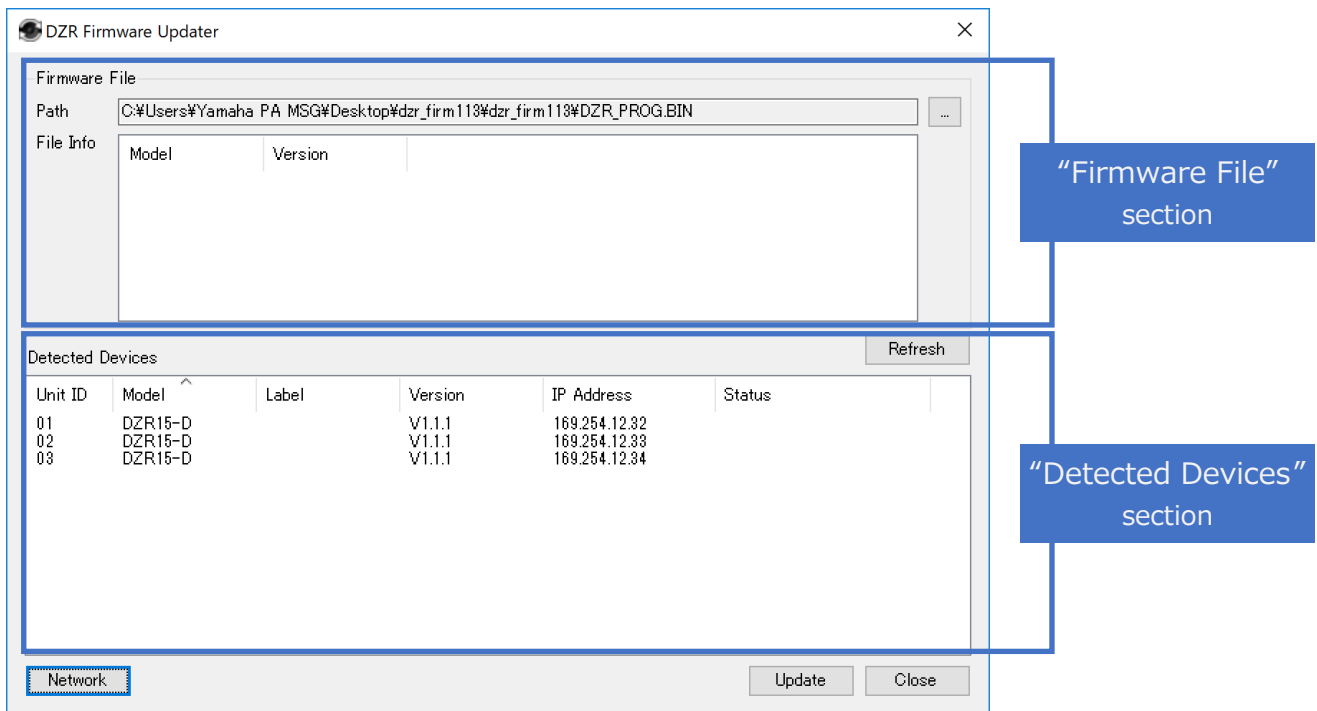 DZR Firmware Updater
Firmware File
Path C:¥Users¥Yamaha PA MSG¥Desktop¥dzr_firm113¥dzr_firm113¥DZR_PROG.BIN ...
File Info Model Version
“Firmware File”
section
Detected Devices Refresh
Unit ID Model Label Version IP Address Status
01 DZR15-D V1.1.1 169.254.12.32
02 DZR15-D V1.1.1 169.254.12.33
03 DZR15-D V1.1.1 169.254.12.34
“Detected Devices”
section
Network Update Close